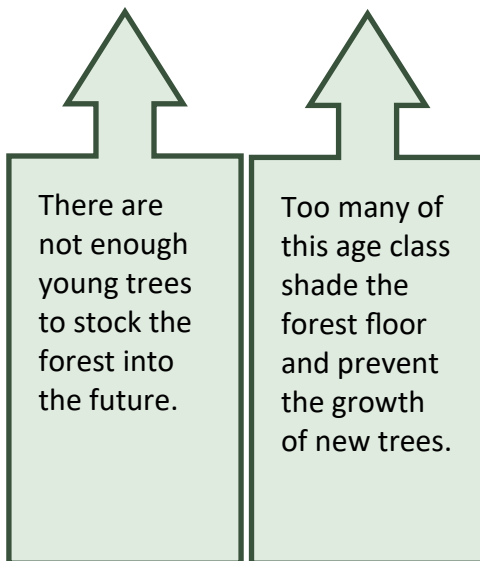 There are
not enough
young trees
to stock the
forest into
the future.
Too many of
this age class
shade the
forest floor
and prevent
the growth
of new trees.